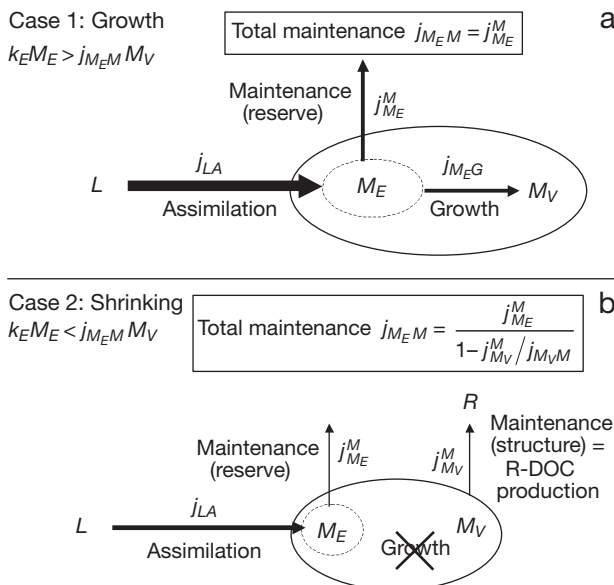 Case 1: Growth
a
k_E M_E > j_{M_E M} M_V
Total maintenance j_{M_E M} = j^M_{M_E}
Maintenance
(reserve)
j^M_{M_E}
j_{LA}
j_{M_E G}
L
M_E
M_V
Assimilation
Growth
Case 2: Shrinking
b
k_E M_E < j_{M_E M} M_V
Total maintenance j_{M_E M} = j^M_{M_E} / (1 – j^M_{M_V} / j_{M_V M})
R
Maintenance
(reserve)
j^M_{M_E}
j^M_{M_V}
Maintenance
(structure) =
R-DOC
production
j_{LA}
L
M_E
M_V
Assimilation
Growth